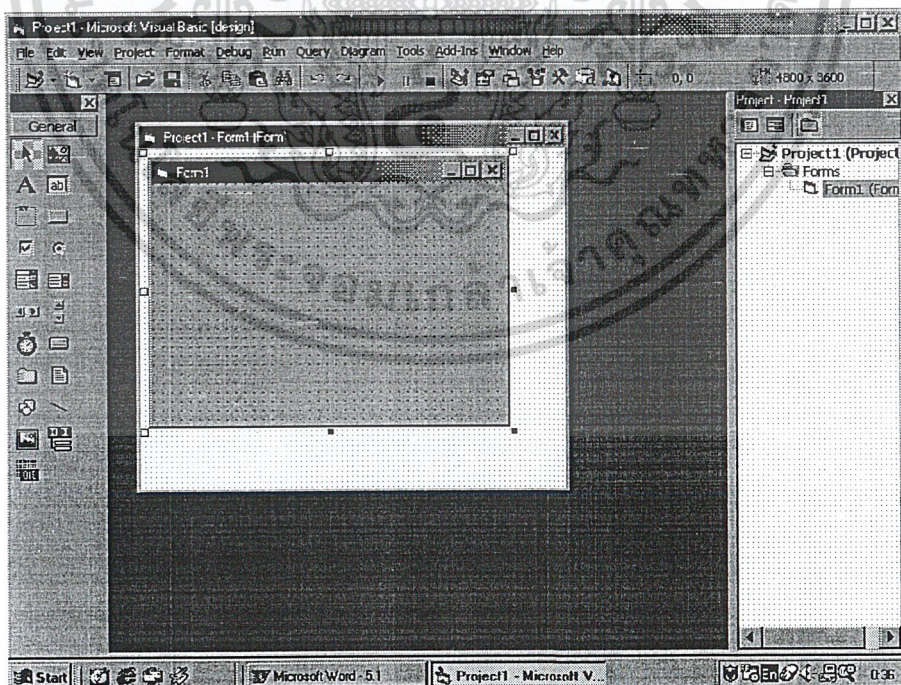 Project1 - Microsoft Visual Basic [design]
File Edit View Project Format Debug Run Query Diagram Tools Add-Ins Window Help
0, 0 4800 x 3600
General
Project1 - Form1 (Form)
Form1
Project - Project1
Project1 (Project
Forms
Form1 (Form
Start Microsoft Word - 5.1 Project1 - Microsoft V... 0:36